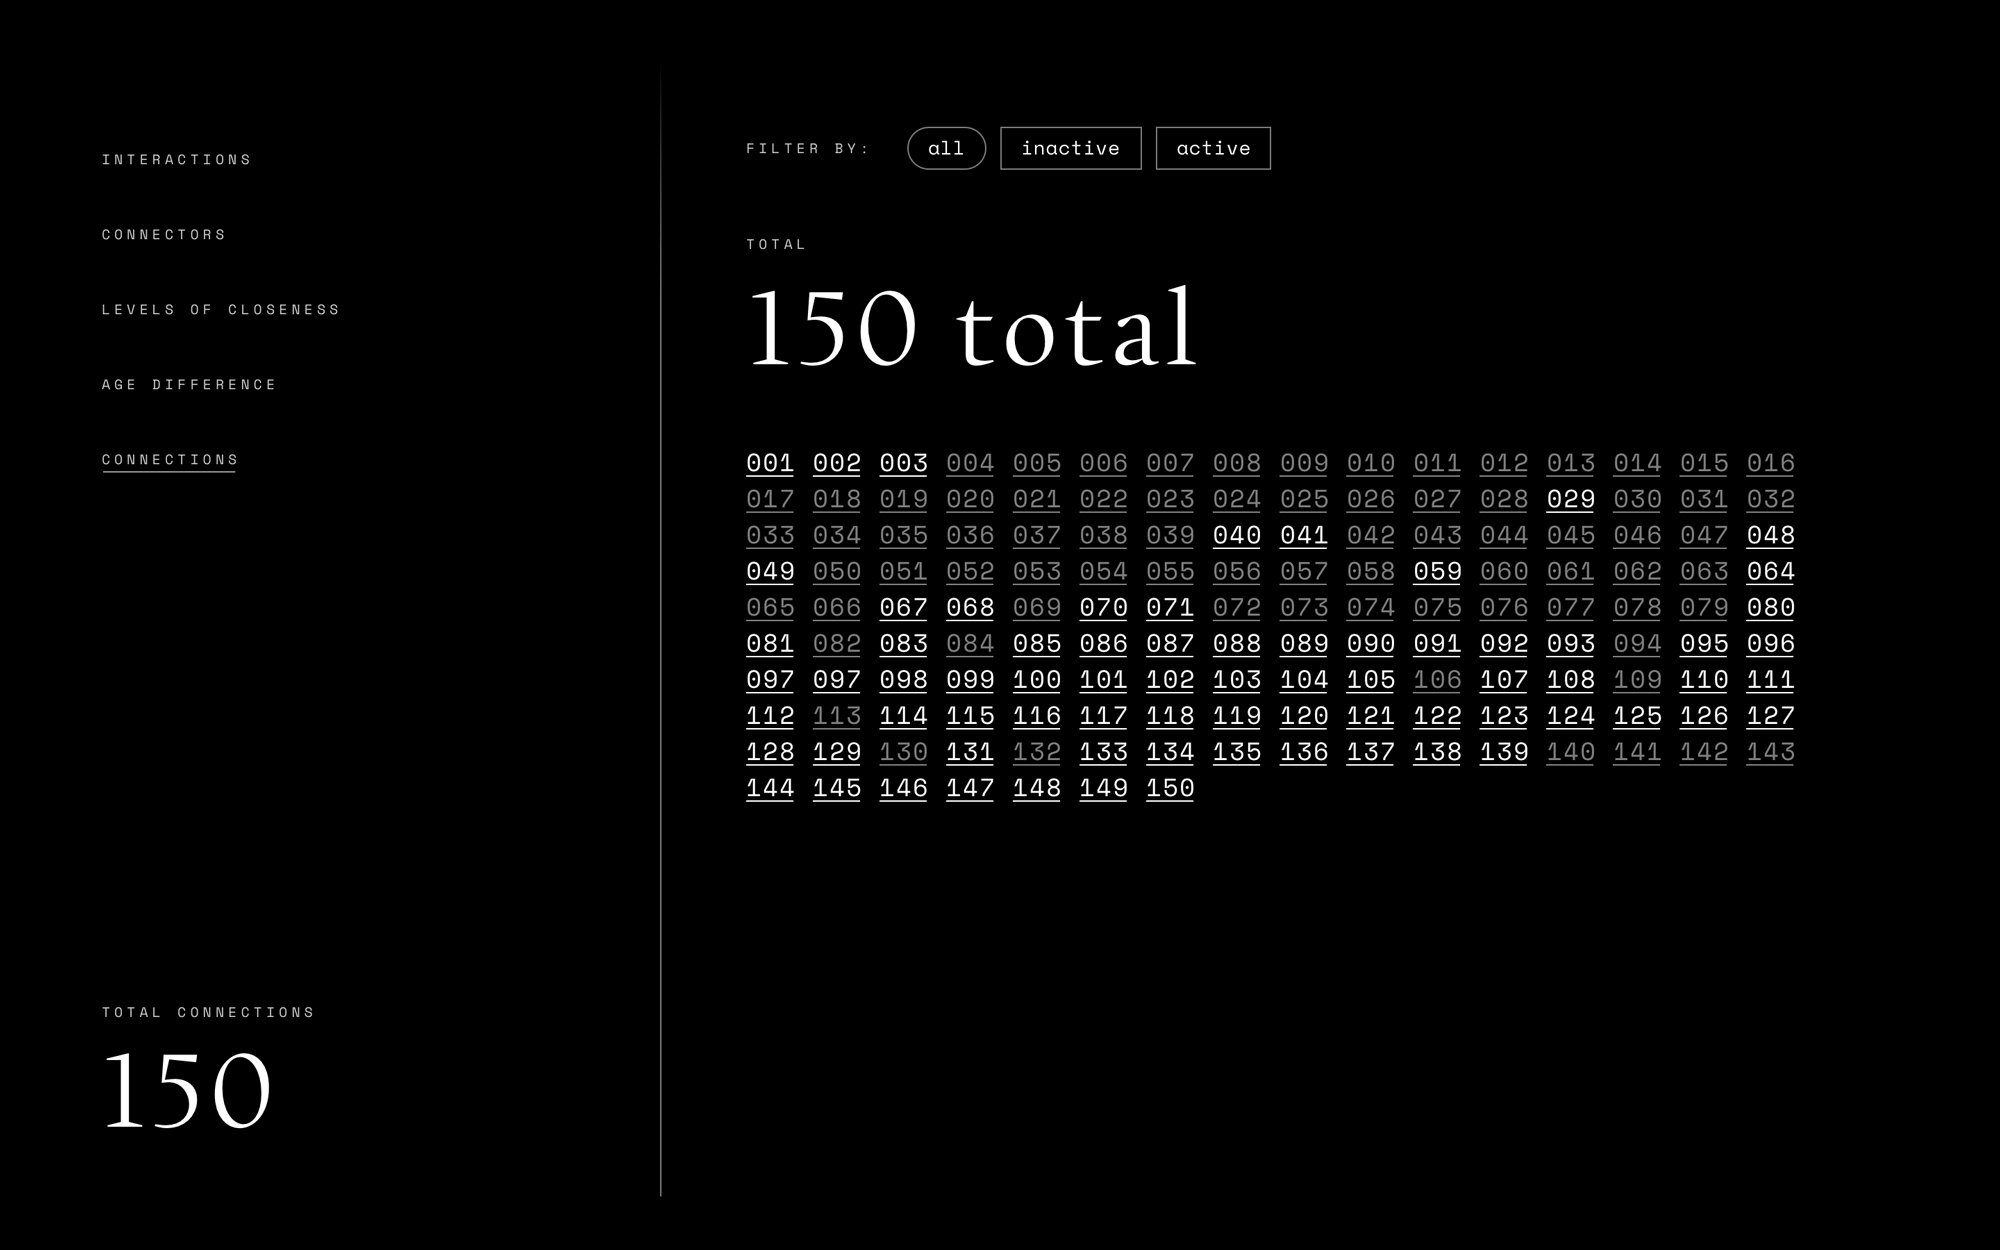 INTERACTIONS
CONNECTORS
LEVELS OF CLOSENESS
AGE DIFFERENCE
CONNECTIONS
TOTAL CONNECTIONS
150
FILTER BY: all inactive active
TOTAL
150 total
001 002 003 004 005 006 007 008 009 010 011 012 013 014 015 016
017 018 019 020 021 022 023 024 025 026 027 028 029 030 031 032
033 034 035 036 037 038 039 040 041 042 043 044 045 046 047 048
049 050 051 052 053 054 055 056 057 058 059 060 061 062 063 064
065 066 067 068 069 070 071 072 073 074 075 076 077 078 079 080
081 082 083 084 085 086 087 088 089 090 091 092 093 094 095 096
097 097 098 099 100 101 102 103 104 105 106 107 108 109 110 111
112 113 114 115 116 117 118 119 120 121 122 123 124 125 126 127
128 129 130 131 132 133 134 135 136 137 138 139 140 141 142 143
144 145 146 147 148 149 150